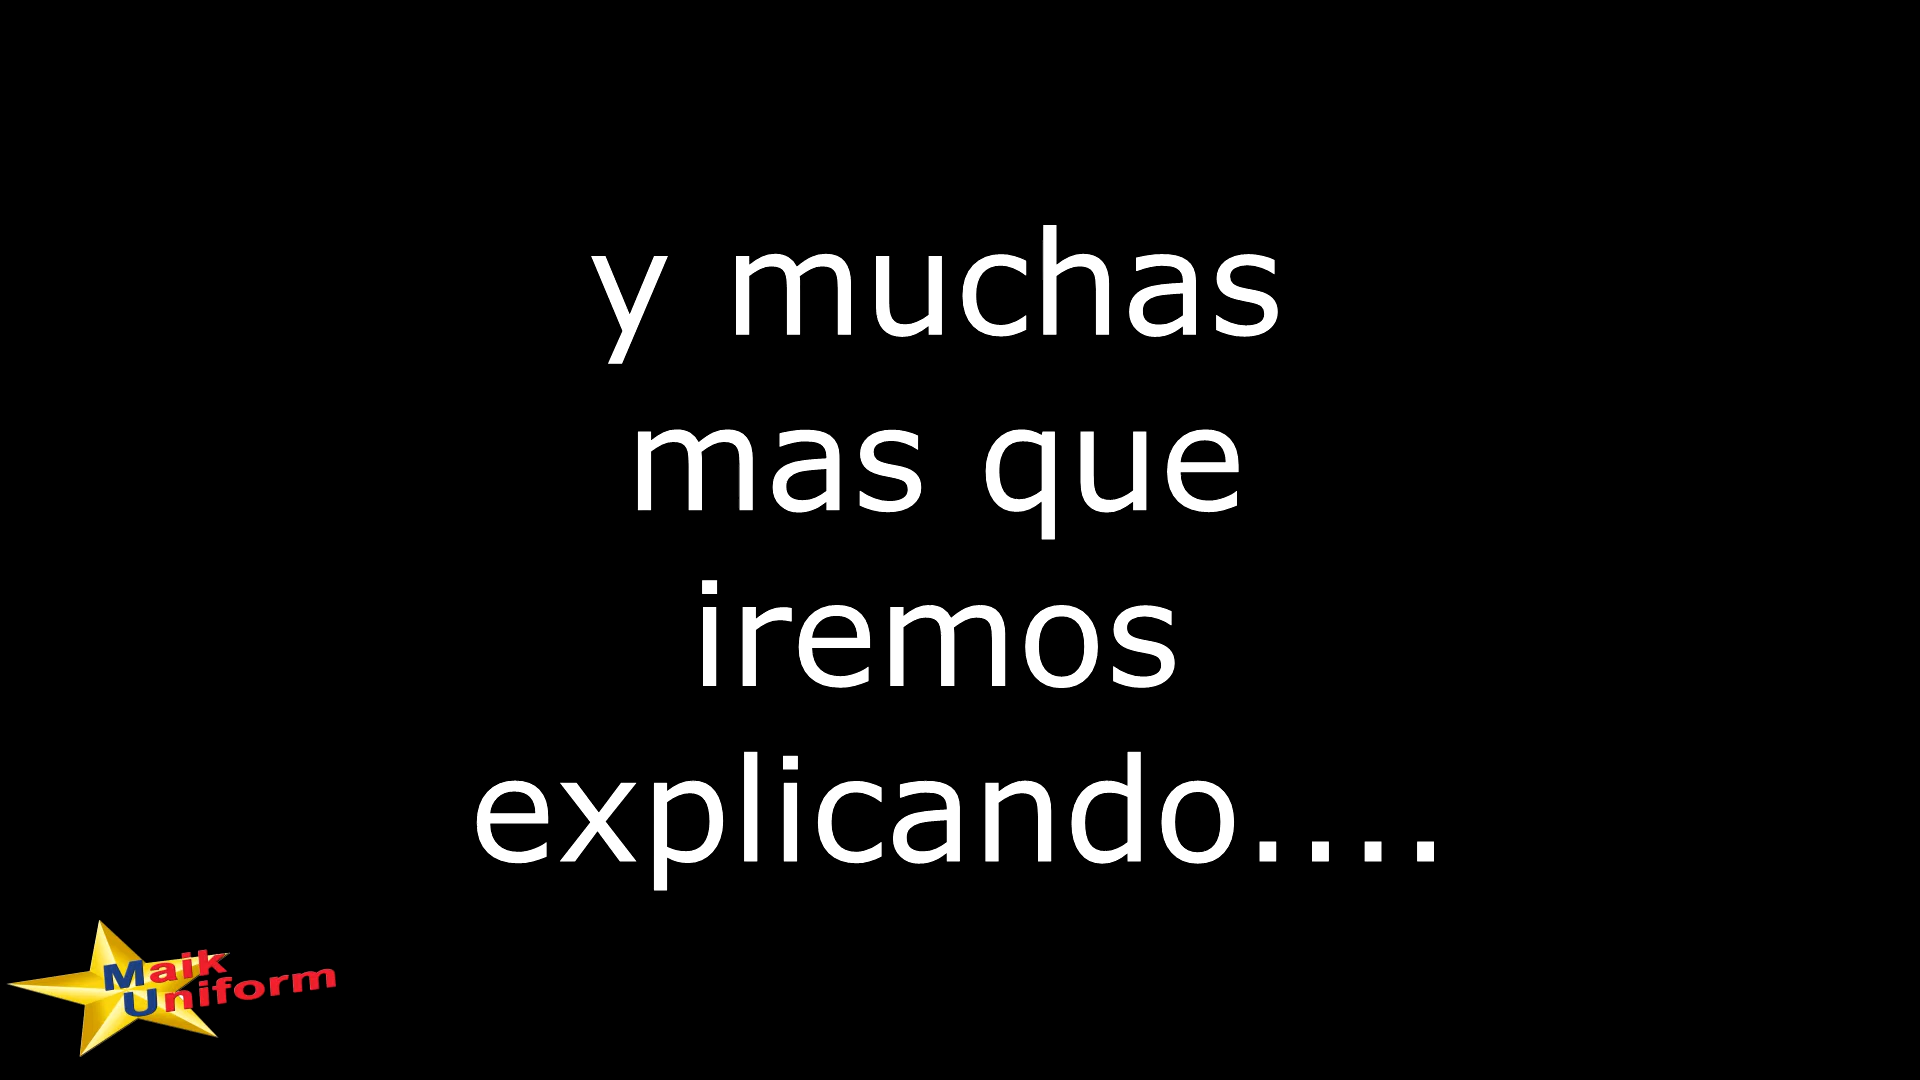 y muchas
mas que
iremos
explicando....
Maik
Uniform